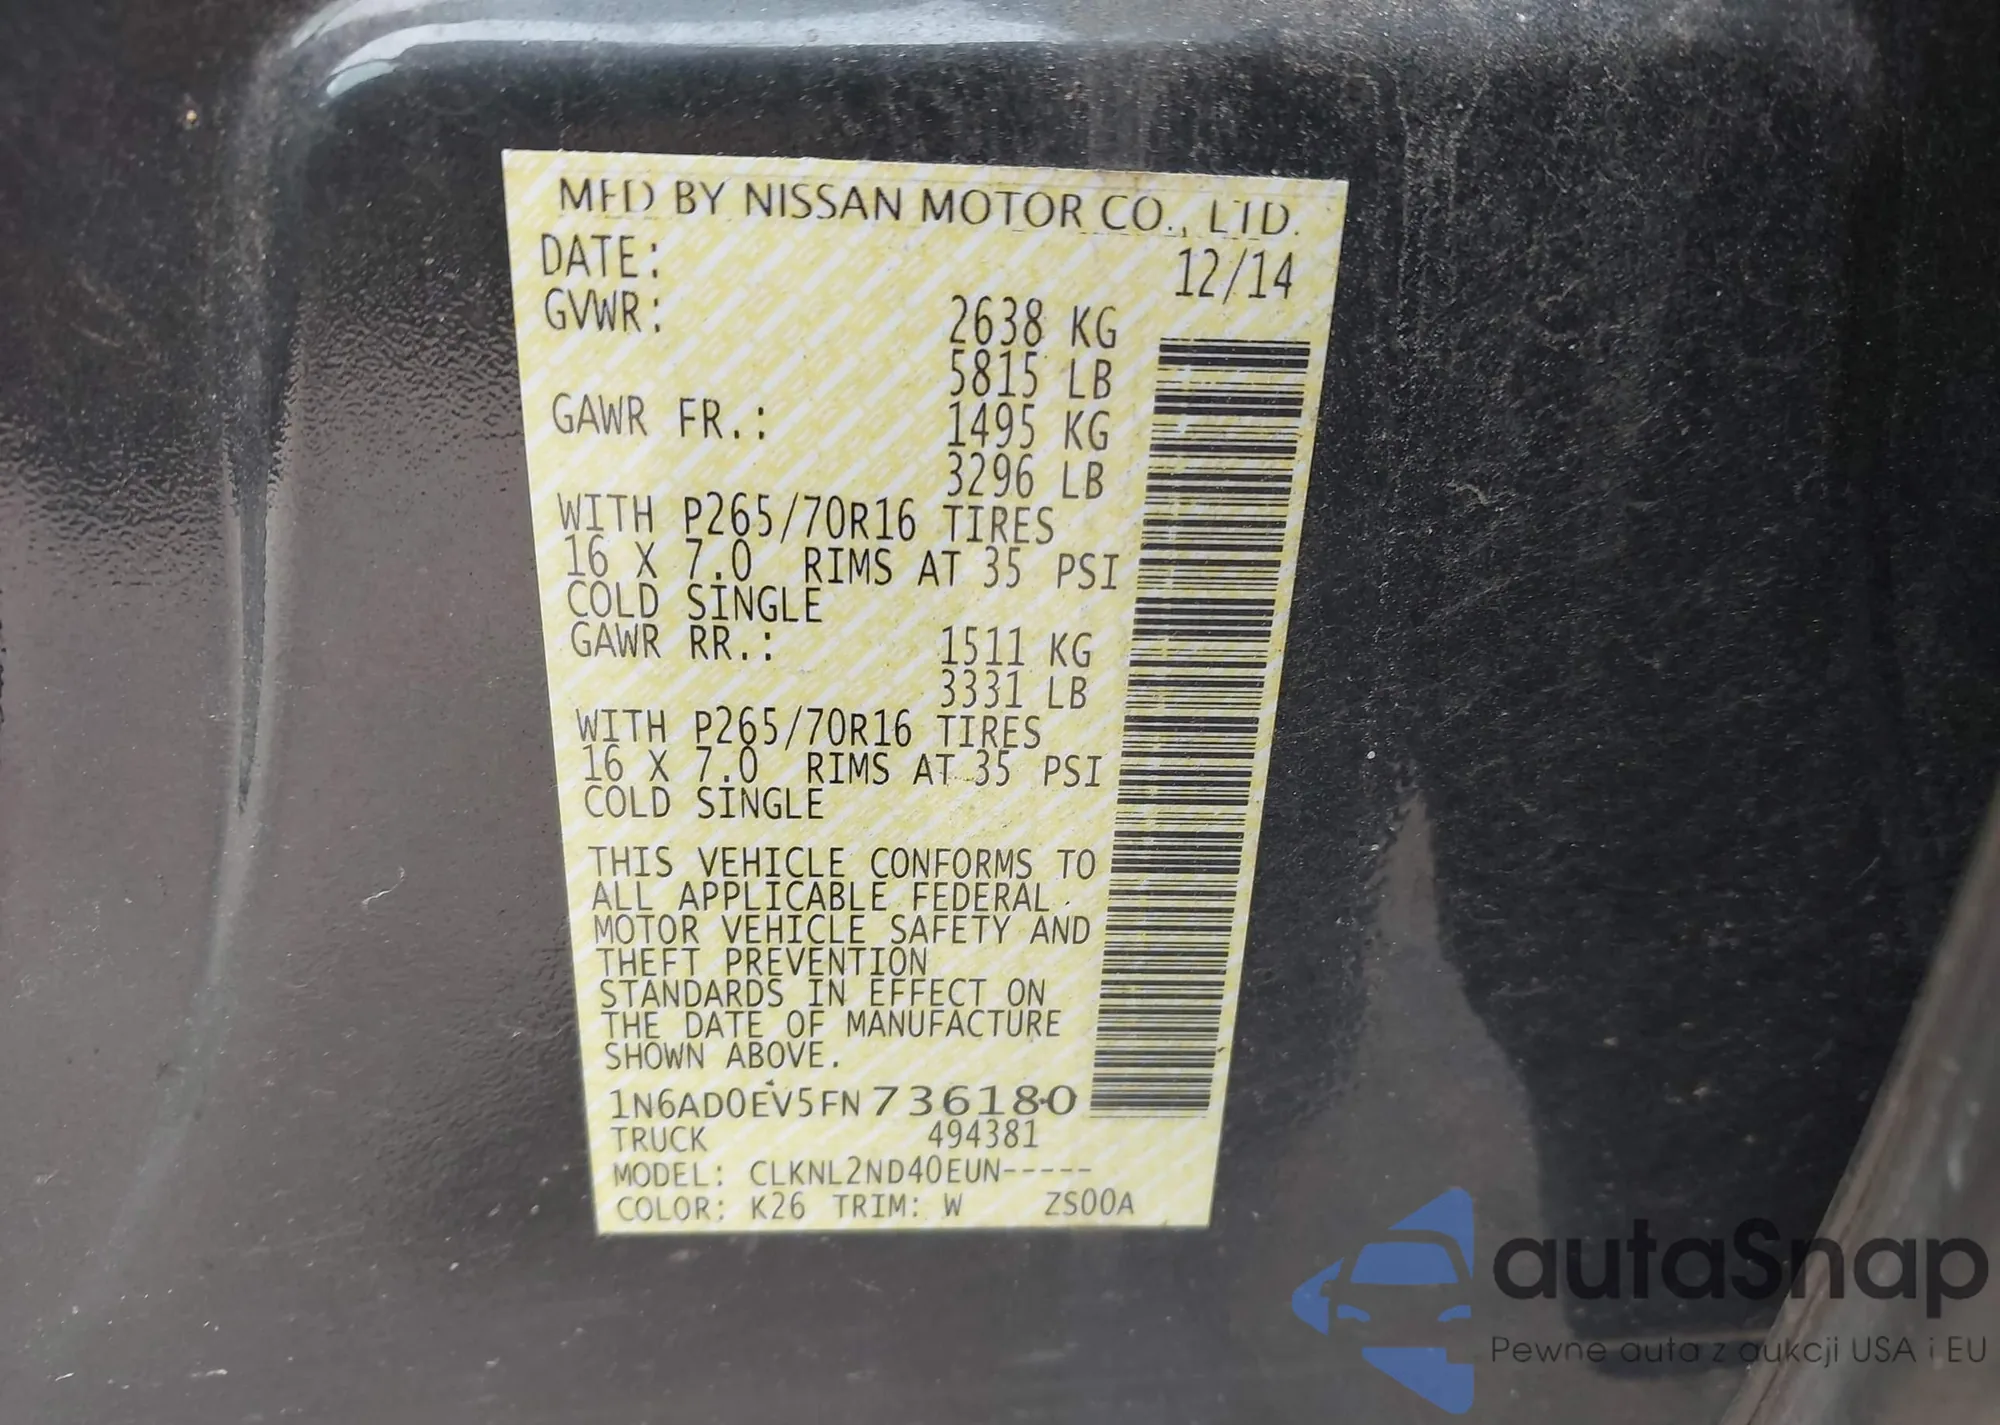 MFD BY NISSAN MOTOR CO., LTD.
DATE: 12/14
GVWR: 2638 KG
5815 LB
GAWR FR.: 1495 KG
3296 LB
WITH P265/70R16 TIRES
16 X 7.0 RIMS AT 35 PSI
COLD SINGLE
GAWR RR.: 1511 KG
3331 LB
WITH P265/70R16 TIRES
16 X 7.0 RIMS AT 35 PSI
COLD SINGLE
THIS VEHICLE CONFORMS TO
ALL APPLICABLE FEDERAL
MOTOR VEHICLE SAFETY AND
THEFT PREVENTION
STANDARDS IN EFFECT ON
THE DATE OF MANUFACTURE
SHOWN ABOVE.
1N6AD0EV5FN736180
TRUCK 494381
MODEL: CLKNL2ND40EUN-----
COLOR: K26 TRIM: W ZS00A
autaSnap
Pewne auta z aukcji USA i EU